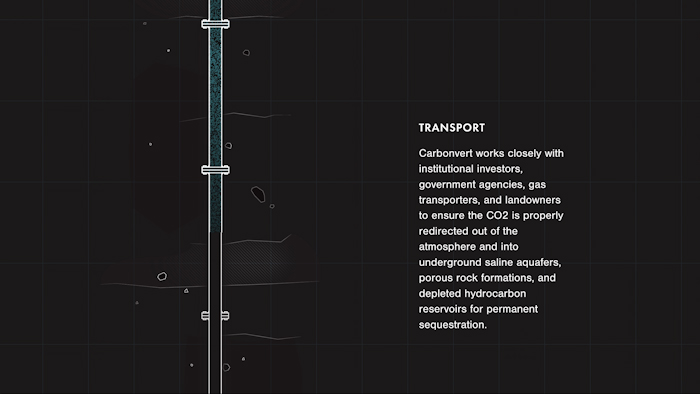 TRANSPORT
Carbonvert works closely with
institutional investors,
government agencies, gas
transporters, and landowners
to ensure the CO2 is properly
redirected out of the
atmosphere and into
underground saline aquafers,
porous rock formations, and
depleted hydrocarbon
reservoirs for permanent
sequestration.